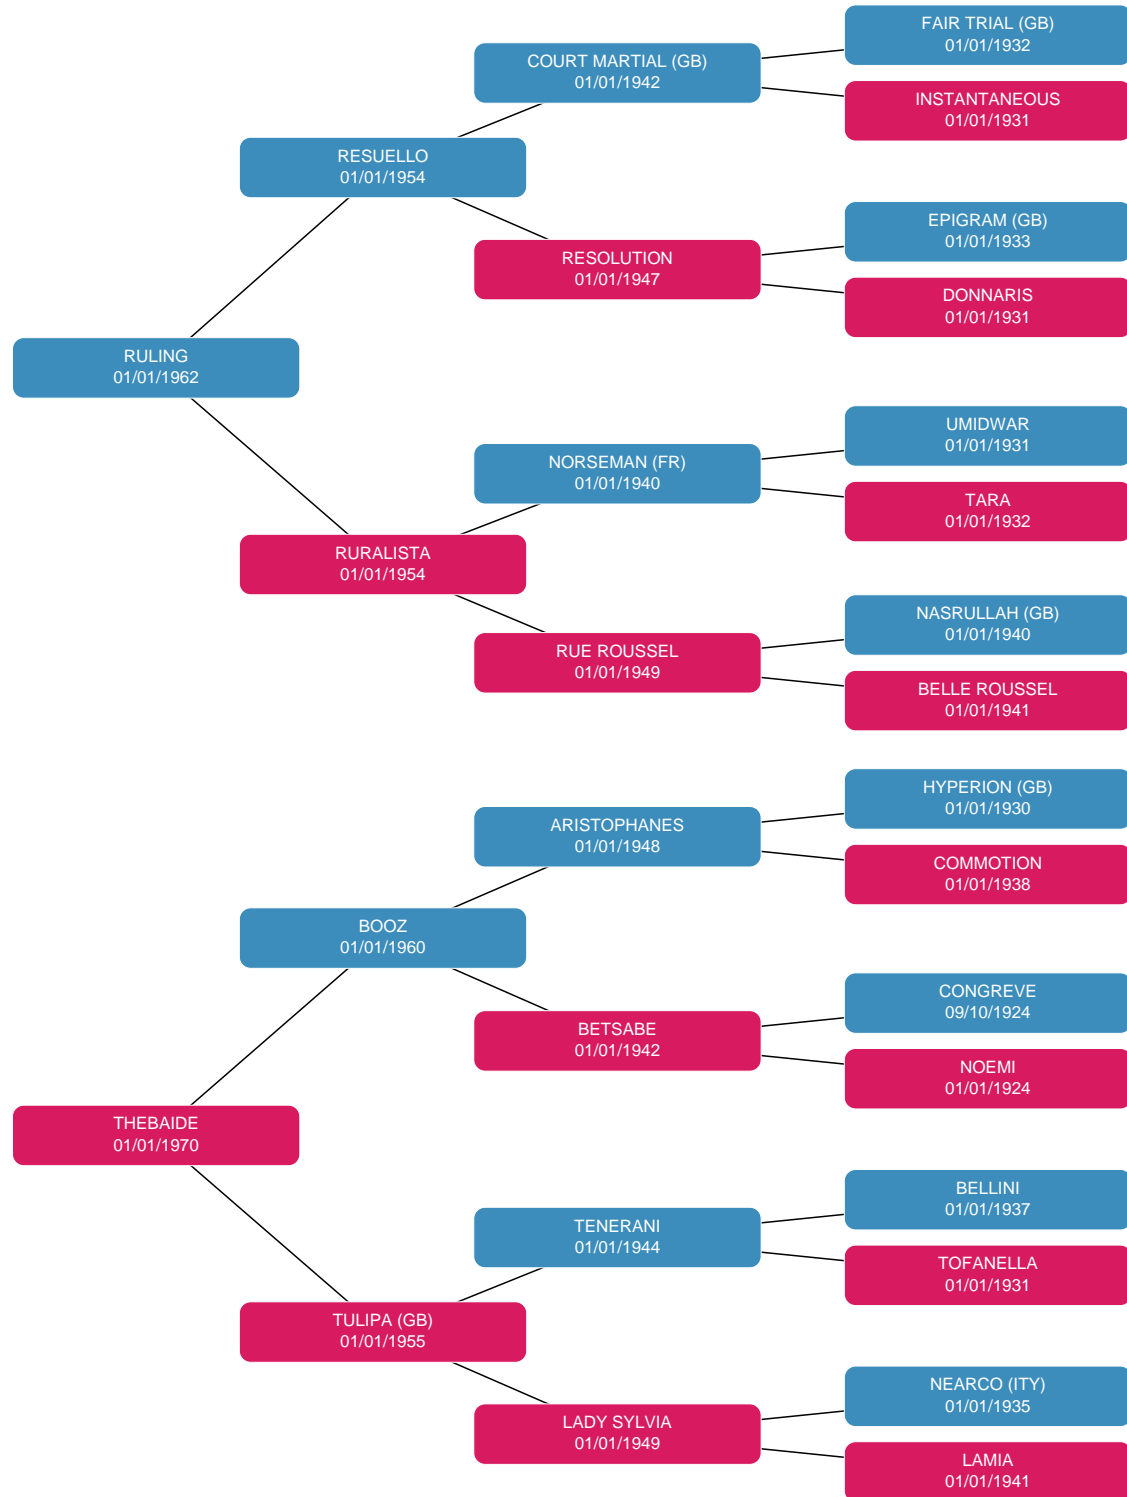 FAIR TRIAL (GB)
01/01/1932
COURT MARTIAL (GB)
01/01/1942
INSTANTANEOUS
01/01/1931
RESUELLO
01/01/1954
EPIGRAM (GB)
01/01/1933
RESOLUTION
01/01/1947
DONNARIS
01/01/1931
RULING
01/01/1962
UMIDWAR
01/01/1931
NORSEMAN (FR)
01/01/1940
TARA
01/01/1932
RURALISTA
01/01/1954
NASRULLAH (GB)
01/01/1940
RUE ROUSSEL
01/01/1949
BELLE ROUSSEL
01/01/1941
HYPERION (GB)
01/01/1930
ARISTOPHANES
01/01/1948
COMMOTION
01/01/1938
BOOZ
01/01/1960
CONGREVE
09/10/1924
BETSABE
01/01/1942
NOEMI
01/01/1924
THEBAIDE
01/01/1970
BELLINI
01/01/1937
TENERANI
01/01/1944
TOFANELLA
01/01/1931
TULIPA (GB)
01/01/1955
NEARCO (ITY)
01/01/1935
LADY SYLVIA
01/01/1949
LAMIA
01/01/1941